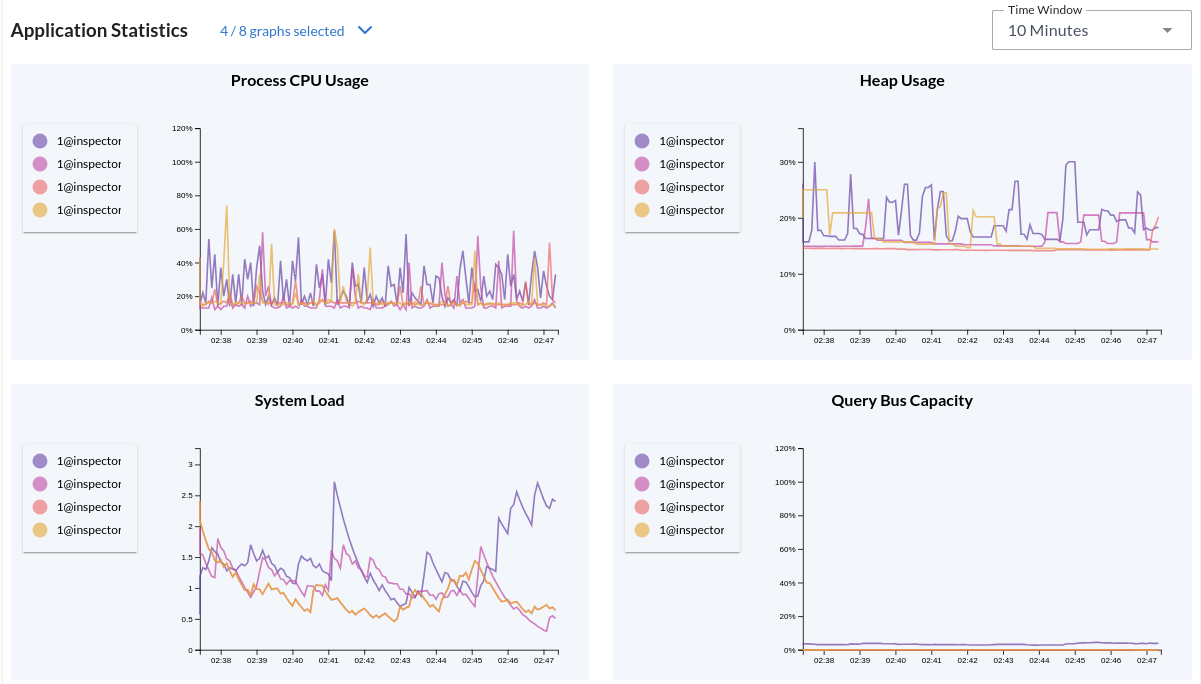 Application Statistics
4 / 8 graphs selected
Time Window
10 Minutes
Process CPU Usage
1@inspector
1@inspector
1@inspector
1@inspector
120%
100%
80%
60%
40%
20%
0%
02:38 02:39 02:40 02:41 02:42 02:43 02:44 02:45 02:46 02:47
Heap Usage
1@inspector
1@inspector
1@inspector
1@inspector
30%
20%
10%
0%
02:38 02:39 02:40 02:41 02:42 02:43 02:44 02:45 02:46 02:47
System Load
1@inspector
1@inspector
1@inspector
1@inspector
3
2.5
2
1.5
1
0.5
0
02:38 02:39 02:40 02:41 02:42 02:43 02:44 02:45 02:46 02:47
Query Bus Capacity
1@inspector
1@inspector
1@inspector
1@inspector
120%
100%
80%
60%
40%
20%
0%
02:38 02:39 02:40 02:41 02:42 02:43 02:44 02:45 02:46 02:47